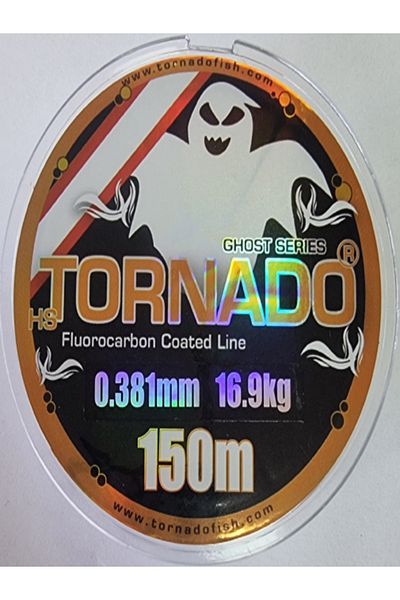 www.tornadofish.com
GHOST SERIES
HS TORNADO®
Fluorocarbon Coated Line
0.381mm 16.9kg
150m
www.tornadofish.com